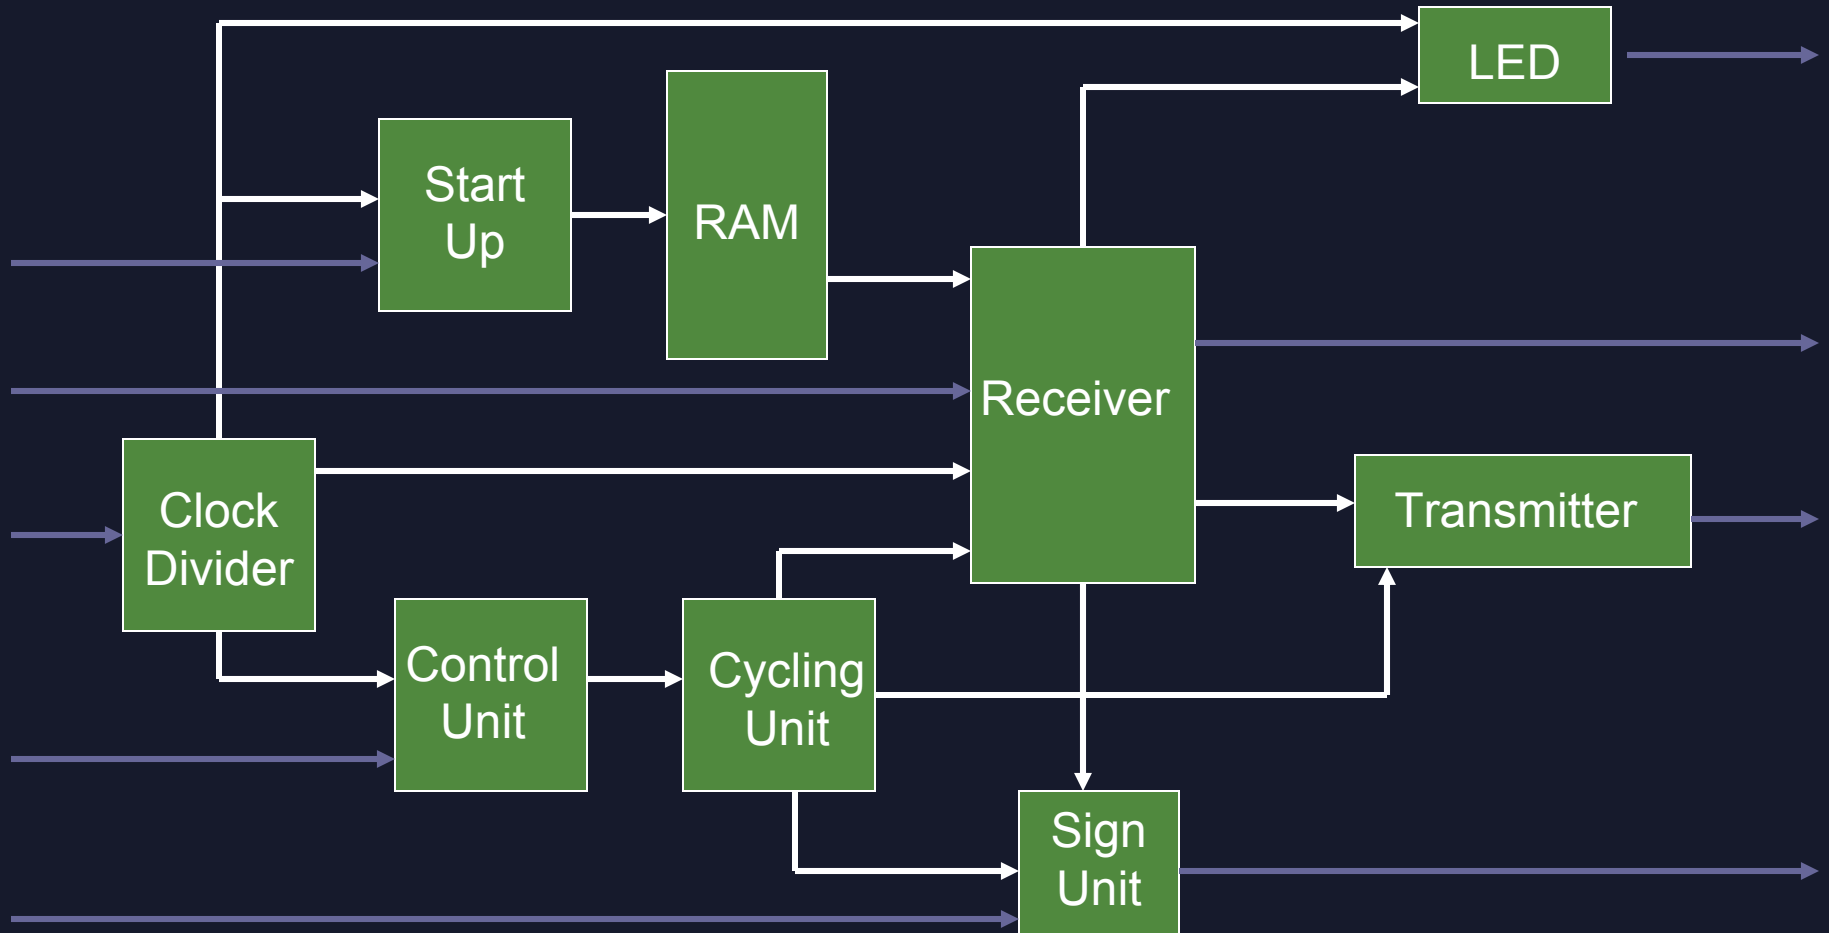 LED
Start
Up
RAM
Receiver
Clock
Divider
Transmitter
Control
Unit
Cycling
Unit
Sign
Unit